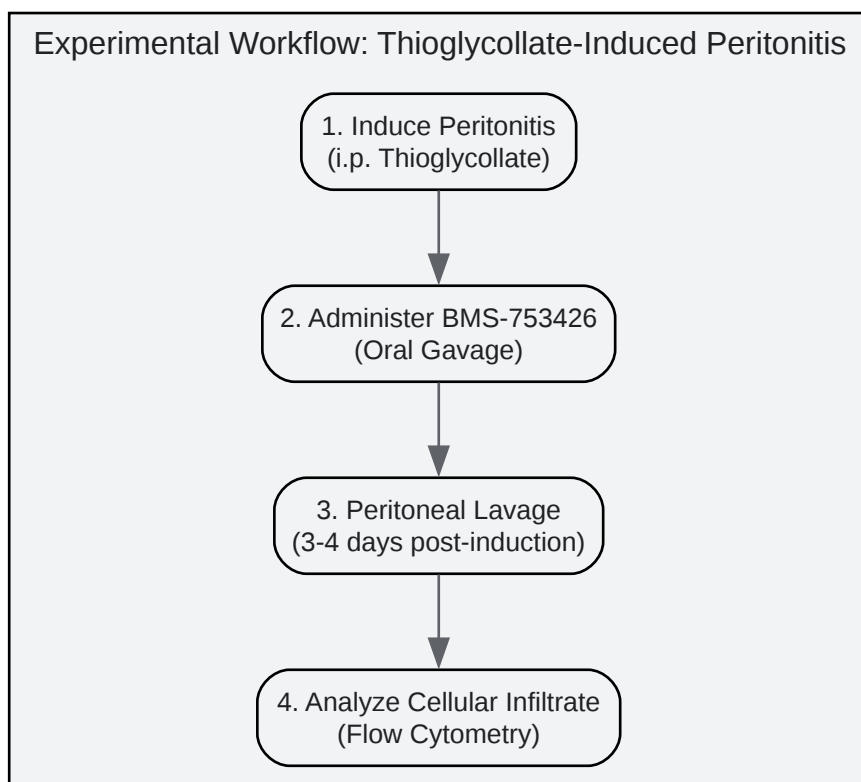 Experimental Workflow: Thioglycollate-Induced Peritonitis
1. Induce Peritonitis
(i.p. Thioglycollate)
2. Administer BMS-753426
(Oral Gavage)
3. Peritoneal Lavage
(3-4 days post-induction)
4. Analyze Cellular Infiltrate
(Flow Cytometry)